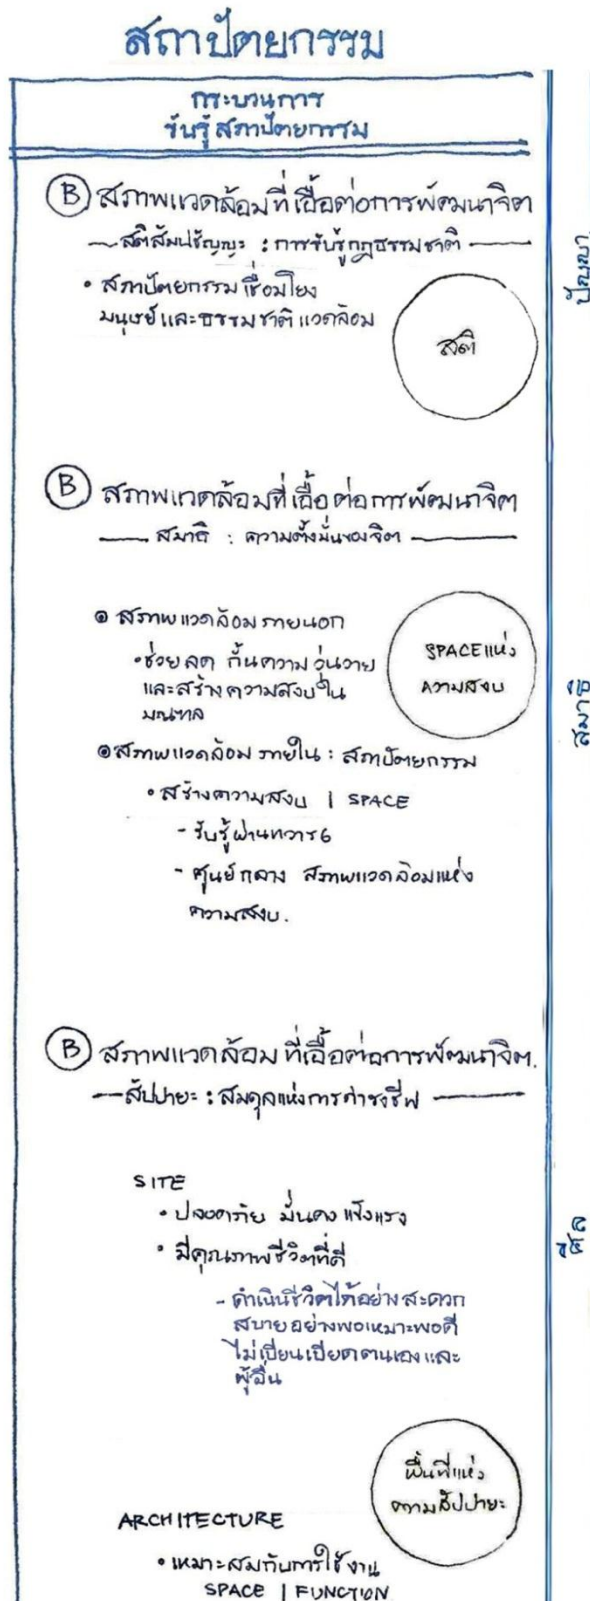 สถาปัตยกรรม
กระบวนการ
รับรู้สถาปัตยกรรม
B สภาพแวดล้อมที่เอื้อต่อการพัฒนาจิต
สติสัมปชัญญะ : การรับรู้กฎธรรมชาติ
• สถาปัตยกรรมเชื่อมโยง
มนุษย์และธรรมชาติแวดล้อม
สติ
ปัญญา
B สภาพแวดล้อมที่เอื้อต่อการพัฒนาจิต
สมาธิ : ความตั้งมั่นของจิต
๑ สภาพแวดล้อมภายนอก
• ช่วยลด กั้นความวุ่นวาย
และสร้างความสงบใน
มณฑล
SPACEแห่ง
ความสงบ
สมาธิ
๑ สภาพแวดล้อมภายใน : สถาปัตยกรรม
• สร้างความสงบ | SPACE
- รับรู้ผ่านทวาร6
- ศูนย์กลาง สภาพแวดล้อมแห่ง
ความสงบ.
B สภาพแวดล้อมที่เอื้อต่อการพัฒนาจิต.
สัปปายะ : สมดุลแห่งการดำรงชีพ
SITE
• ปลอดภัย มั่นคง แข็งแรง
• มีคุณภาพชีวิตที่ดี
- ดำเนินชีวิตได้อย่างสะดวก
สบายอย่างพอเหมาะพอดี
ไม่เบียนเบียดตนเองและ
ผู้อื่น
ศีล
พื้นที่แห่ง
ความสัปปายะ
ARCHITECTURE
• เหมาะสมกับการใช้งาน
SPACE | FUNCTION